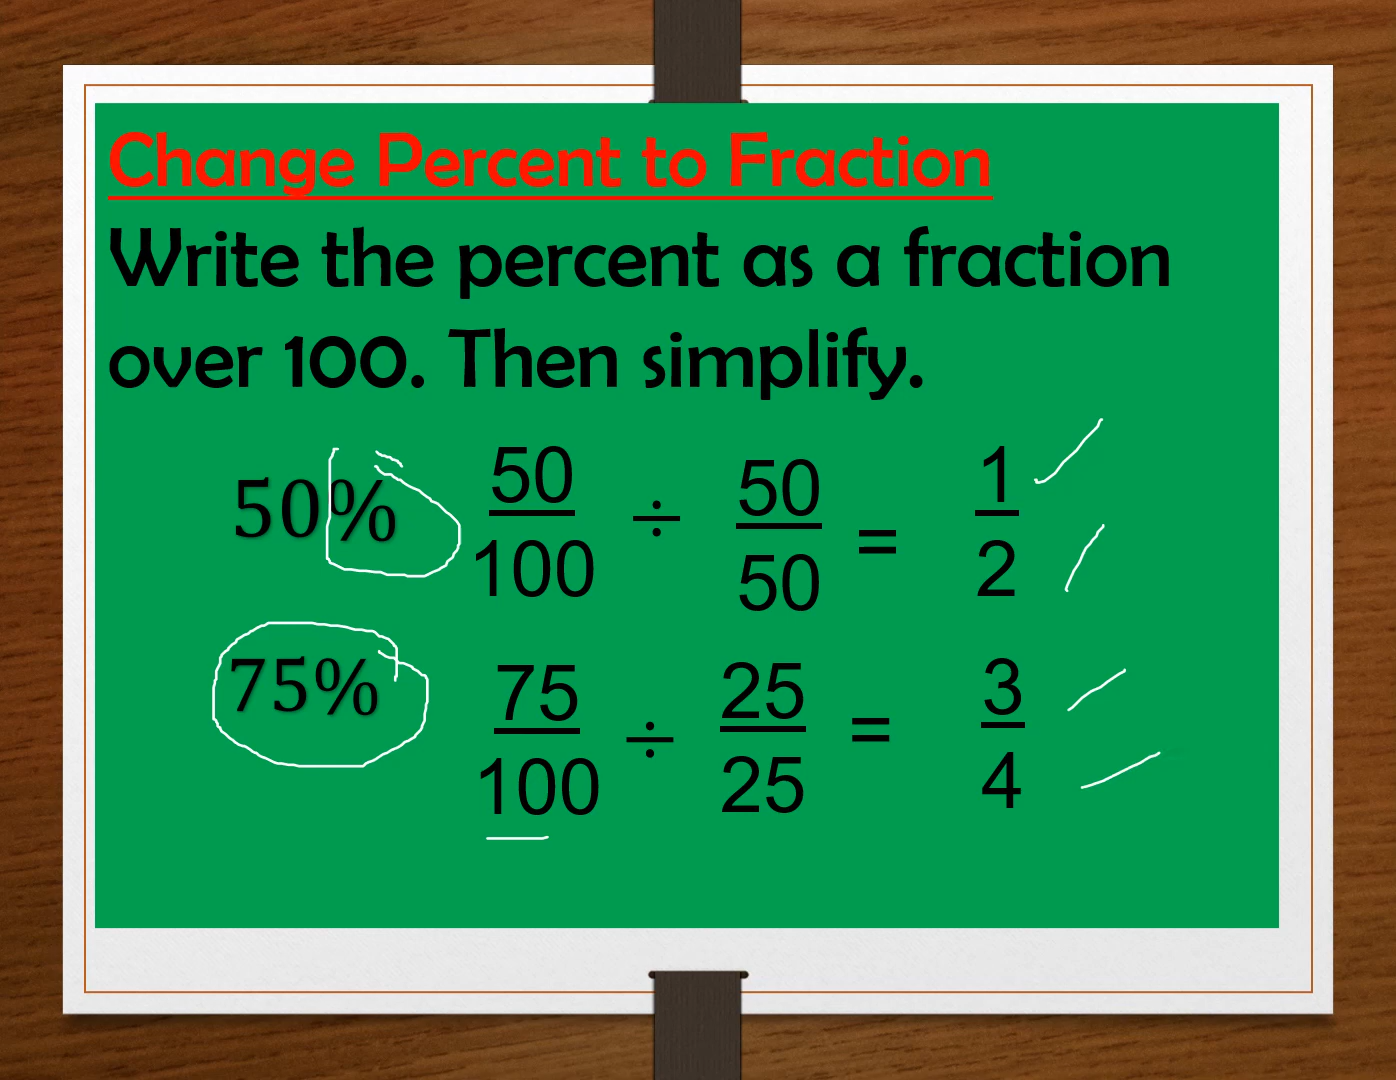 Change Percent to Fraction
Write the percent as a fraction
over 100. Then simplify.
50% 50/100 ÷ 50/50 = 1/2
75% 75/100 ÷ 25/25 = 3/4